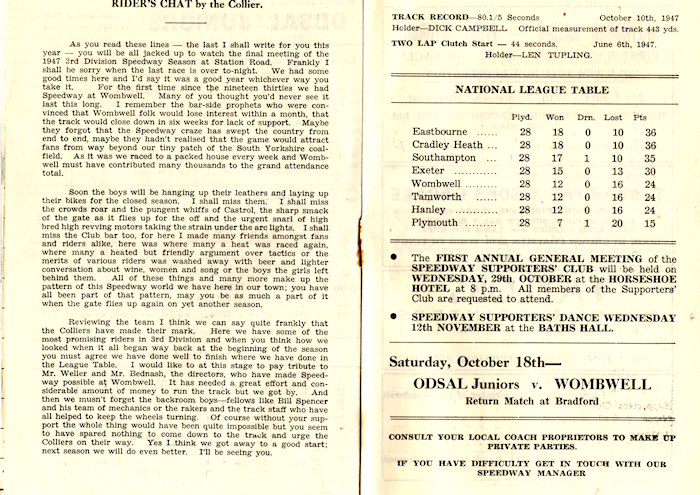 RIDER'S CHAT by the Collier.
As you read these lines — the last I shall write for you this
year — you will be all jacked up to watch the final meeting of the
1947 3rd Division Speedway Season at Station Road. Frankly I
shall be sorry when the last race is over to-night. We had some
good times here and I'd say it was a good year whichever way you
take it. For the first time since the nineteen thirties we had
Speedway at Wombwell. Many of you thought you'd never see it
last this long. I remember the bar-side prophets who were con-
vinced that Wombwell folk would lose interest within a month, that
the track would close down in six weeks for lack of support. Maybe
they forgot that the Speedway craze has swept the country from
end to end, maybe they hadn't realised that the game would attract
fans from way beyond our tiny patch of the South Yorkshire coal-
field. As it was we raced to a packed house every week and Womb-
well must have contributed many thousands to the grand attendance
total.
Soon the boys will be hanging up their leathers and laying up
their bikes for the closed season. I shall miss them. I shall miss
the crowds roar and the pungent whiffs of Castrol, the sharp smack
of the gate as it flies up for the off and the urgent snarl of high
bred high revving motors taking the strain under the arc lights. I shall
miss the Club bar too, for here I made many friends amongst fans
and riders alike, here was where many a heat was raced again,
where many a heated but friendly argument over tactics or the
merits of various riders was washed away with beer and lighter
conversation about wine, women and song or the boys the girls left
behind them. All of these things and many more make up the
pattern of this Speedway world we have here in our town; you have
all been part of that pattern, may you be as much a part of it
when the gate flies up again on yet another season.
Reviewing the team I think we can say quite frankly that
the Colliers have made their mark. Here we have some of the
most promising riders in 3rd Division and when you think how we
looked when it all began way back at the beginning of the season
you must agree we have done well to finish where we have done in
the League Table. I would like to at this stage to pay tribute to
Mr. Weller and Mr. Bednash, the directors, who have made Speed-
way possible at Wombwell. It has needed a great effort and con-
siderable amount of money to run the track but we got by. And
then we musn't forget the backroom boys—fellows like Bill Spencer
and his team of mechanics or the rakers and the track staff who have
all helped to keep the wheels turning. Of course without your sup-
port the whole thing would have been quite impossible but you seem
to have spared nothing to come down to the track and urge the
Colliers on their way. Yes I think we got away to a good start;
next season we will do even better. I'll be seeing you.
TRACK RECORD—80.1/5 Seconds October 10th, 1947
Holder—DICK CAMPBELL Official measurement of track 443 yds.
TWO LAP Clutch Start — 44 seconds. June 6th, 1947.
Holder—LEN TUPLING.
NATIONAL LEAGUE TABLE
Plyd. Won Drn. Lost Pts
Eastbourne ...... 28 18 0 10 36
Cradley Heath ... 28 18 0 10 36
Southampton ... 28 17 1 10 35
Exeter ............ 28 15 0 13 30
Wombwell ......... 28 12 0 16 24
Tamworth ......... 28 12 0 16 24
Hanley ............ 28 12 0 16 24
Plymouth ......... 28 7 1 20 15
● The FIRST ANNUAL GENERAL MEETING of the
SPEEDWAY SUPPORTERS' CLUB will be held on
WEDNESDAY, 29th OCTOBER at the HORSESHOE
HOTEL at 8 p.m. All members of the Supporters'
Club are requested to attend.
● SPEEDWAY SUPPORTERS' DANCE WEDNESDAY
12th NOVEMBER at the BATHS HALL.
Saturday, October 18th—
ODSAL Juniors v. WOMBWELL
Return Match at Bradford
CONSULT YOUR LOCAL COACH PROPRIETORS TO MAKE UP
PRIVATE PARTIES.
IF YOU HAVE DIFFICULTY GET IN TOUCH WITH OUR
SPEEDWAY MANAGER